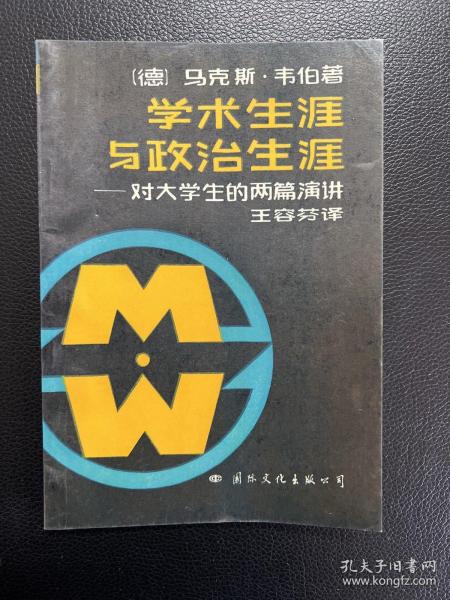 （德）马克斯·韦伯著
学术生涯
与政治生涯
——对大学生的两篇演讲
王容芬译
M
W
国际文化出版公司
孔夫子旧书网
www.kongfz.com